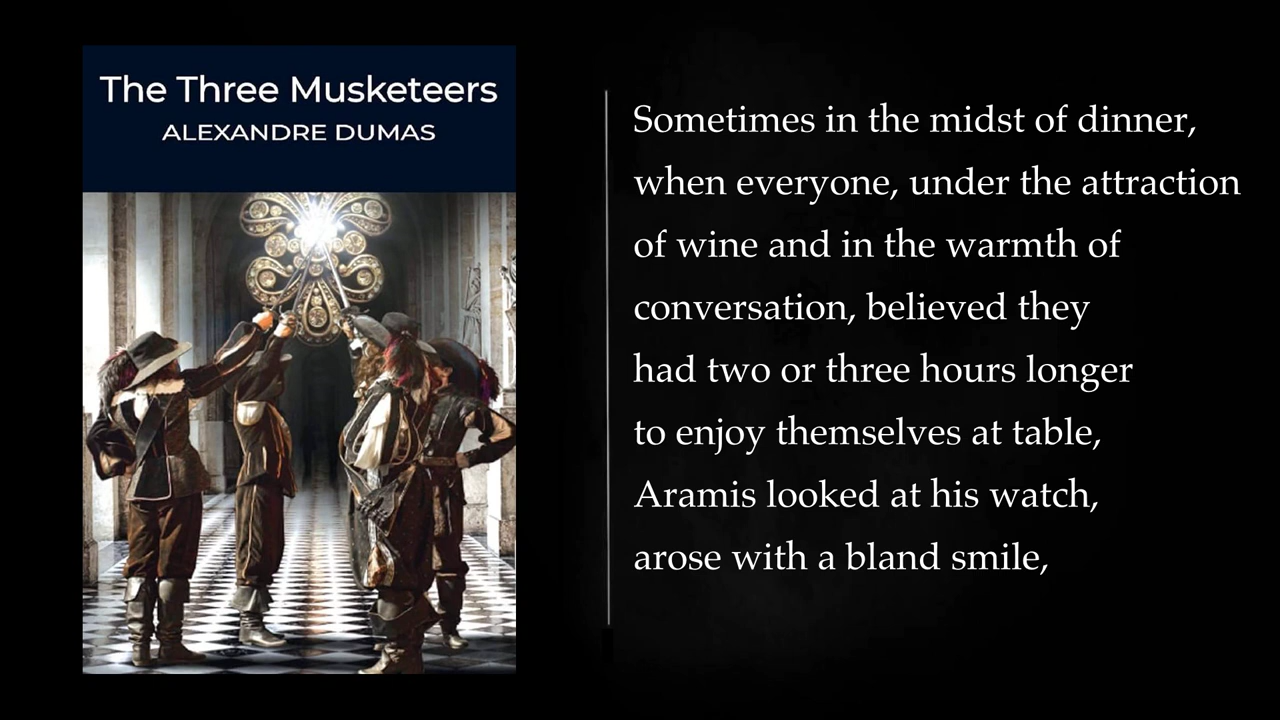 The Three Musketeers
ALEXANDRE DUMAS
Sometimes in the midst of dinner,
when everyone, under the attraction
of wine and in the warmth of
conversation, believed they
had two or three hours longer
to enjoy themselves at table,
Aramis looked at his watch,
arose with a bland smile,